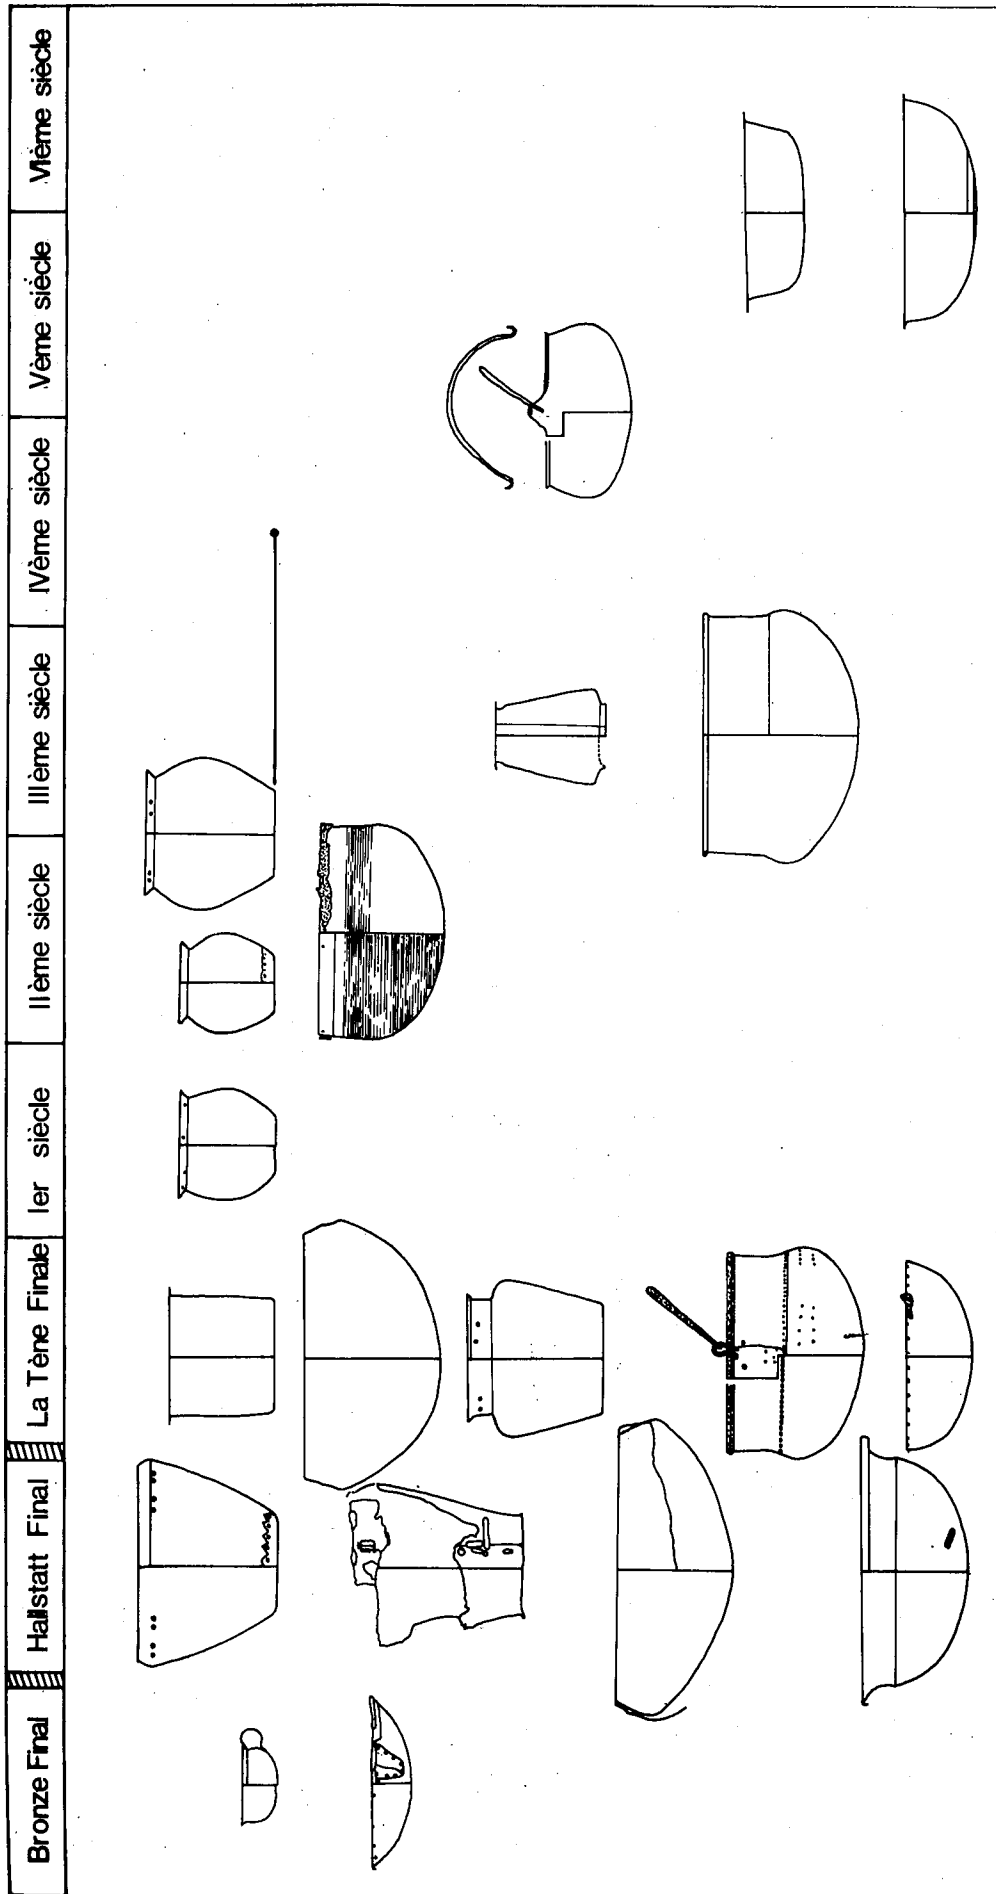 VIème siècle
Vème siècle
IVème siècle
IIIème siècle
IIème siècle
Ier siècle
La Tène Finale
Hallstatt Final
Bronze Final